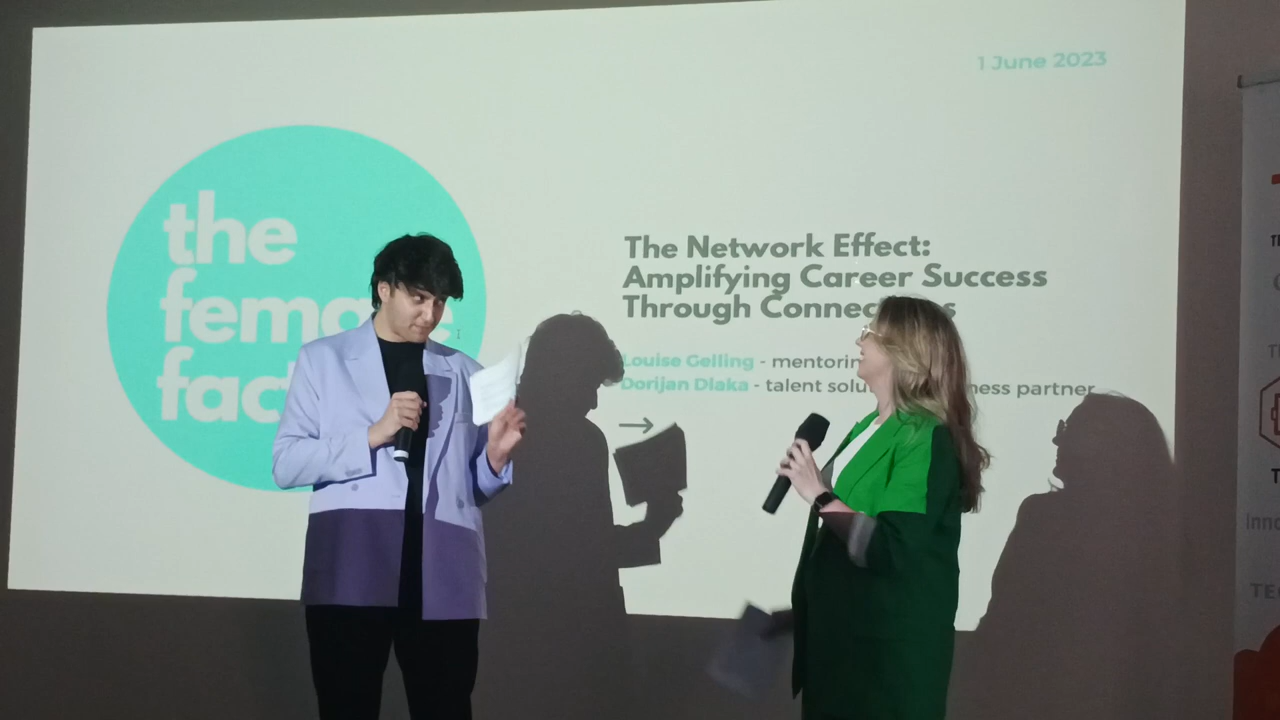 1 June 2023
the
fema e
fac
The Network Effect:
Amplifying Career Success
Through Connec s
Louise Gelling - mentorin
Dorijan Dlaka - talent solu ness partner
→